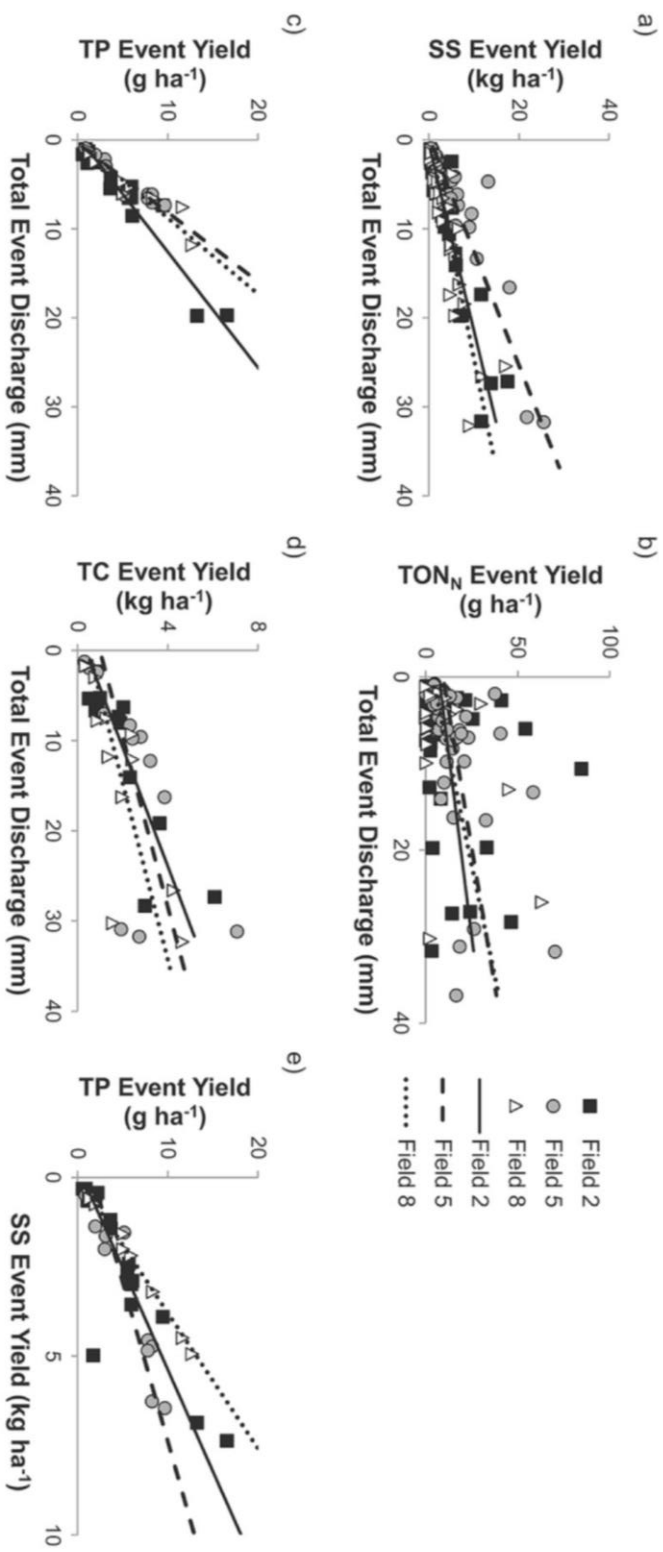 a)
SS Event Yield
(kg ha⁻¹)
40
20
0
0 10 20 30 40
Total Event Discharge (mm)
b)
TONN Event Yield
(g ha⁻¹)
100
50
0
0 20 40
Total Event Discharge (mm)
Field 2
Field 5
Field 8
Field 2
Field 5
Field 8
c)
TP Event Yield
(g ha⁻¹)
20
10
0
0 10 20 30 40
Total Event Discharge (mm)
d)
TC Event Yield
(kg ha⁻¹)
8
4
0
0 10 20 30 40
Total Event Discharge (mm)
e)
TP Event Yield
(g ha⁻¹)
20
10
0
0 5 10
SS Event Yield (kg ha⁻¹)